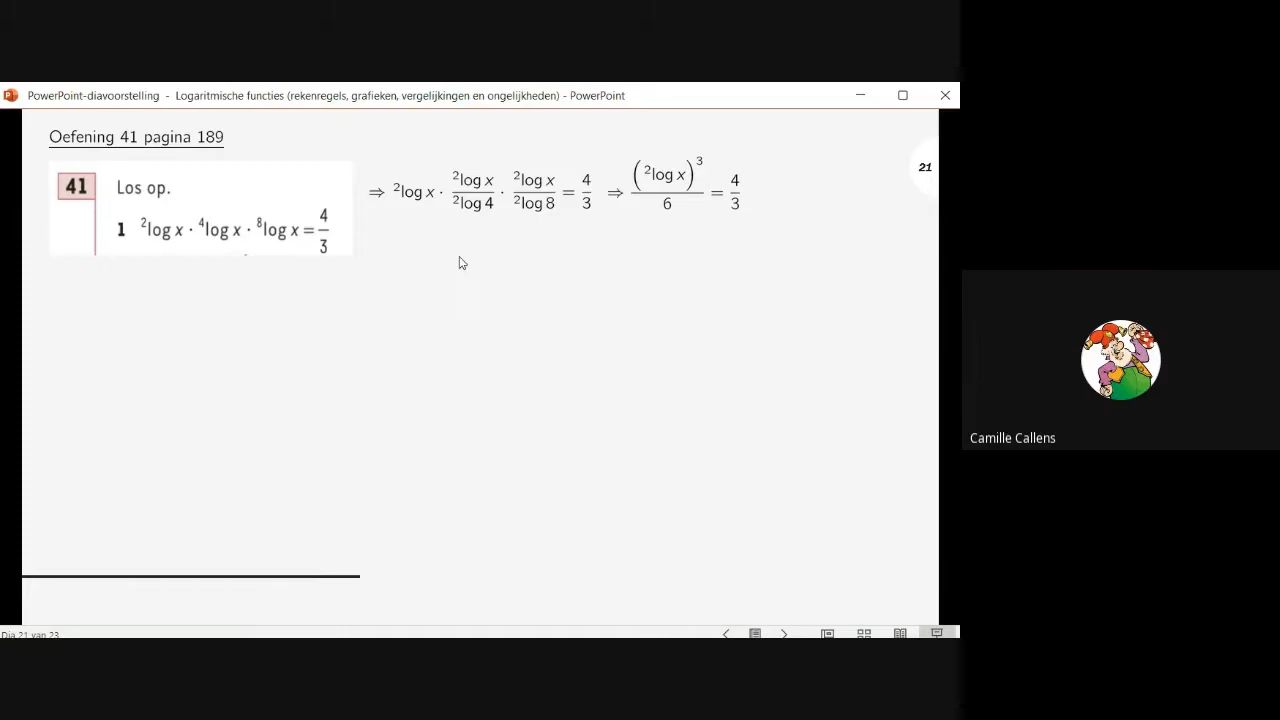 PowerPoint-diavoorstelling - Logaritmische functies (rekenregels, grafieken, vergelijkingen en ongelijkheden) - PowerPoint
Oefening 41 pagina 189
21
41 Los op.
1 ²log x · ⁴log x · ⁸log x = 4/3
⇒ ²log x · ²log x/²log 4 · ²log x/²log 8 = 4/3 ⇒ (²log x)³/6 = 4/3
Camille Callens
Dia 21 van 23